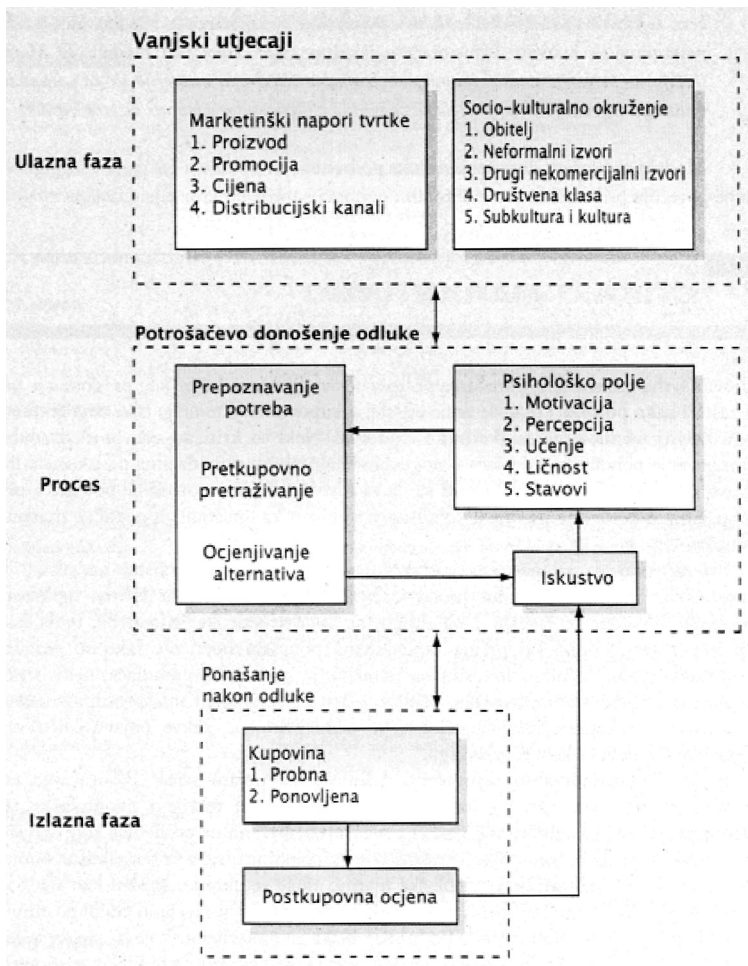 Vanjski utjecaji
Ulazna faza
Marketinški napori tvrtke
1. Proizvod
2. Promocija
3. Cijena
4. Distribucijski kanali
Socio-kulturalno okruženje
1. Obitelj
2. Neformalni izvori
3. Drugi nekomercijalni izvori
4. Društvena klasa
5. Subkultura i kultura
Potrošačevo donošenje odluke
Proces
Prepoznavanje
potreba
Pretkupovno
pretraživanje
Ocjenjivanje
alternativa
Psihološko polje
1. Motivacija
2. Percepcija
3. Učenje
4. Ličnost
5. Stavovi
Iskustvo
Ponašanje
nakon odluke
Izlazna faza
Kupovina
1. Probna
2. Ponovljena
Postkupovna ocjena